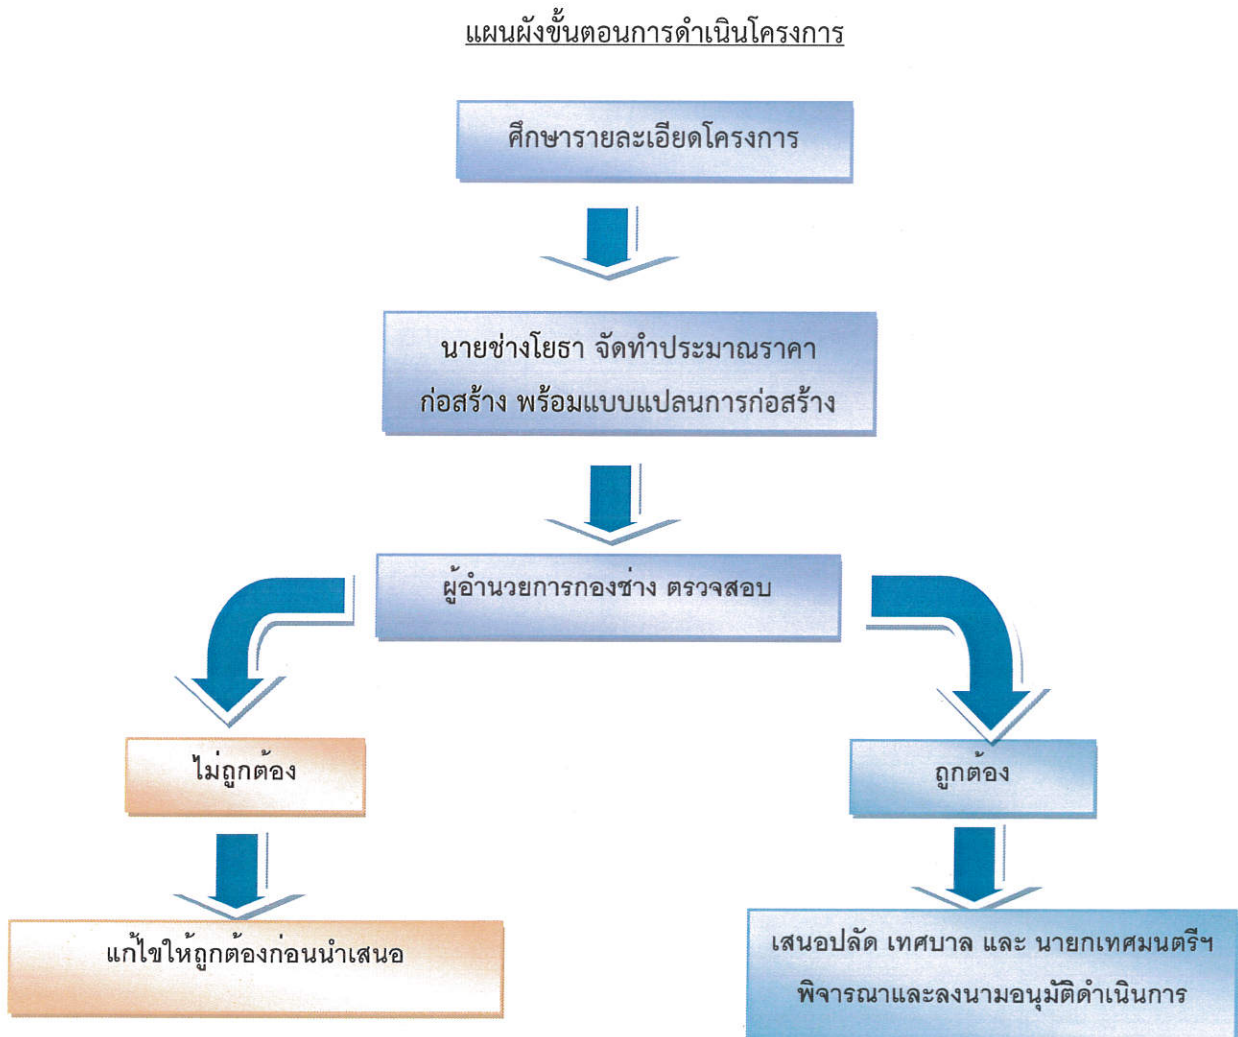 แผนผังขั้นตอนการดำเนินโครงการ
ศึกษารายละเอียดโครงการ
นายช่างโยธา จัดทำประมาณราคา
ก่อสร้าง พร้อมแบบแปลนการก่อสร้าง
ผู้อำนวยการกองช่าง ตรวจสอบ
ไม่ถูกต้อง
ถูกต้อง
แก้ไขให้ถูกต้องก่อนนำเสนอ
เสนอปลัด เทศบาล และ นายกเทศมนตรีฯ
พิจารณาและลงนามอนุมัติดำเนินการ